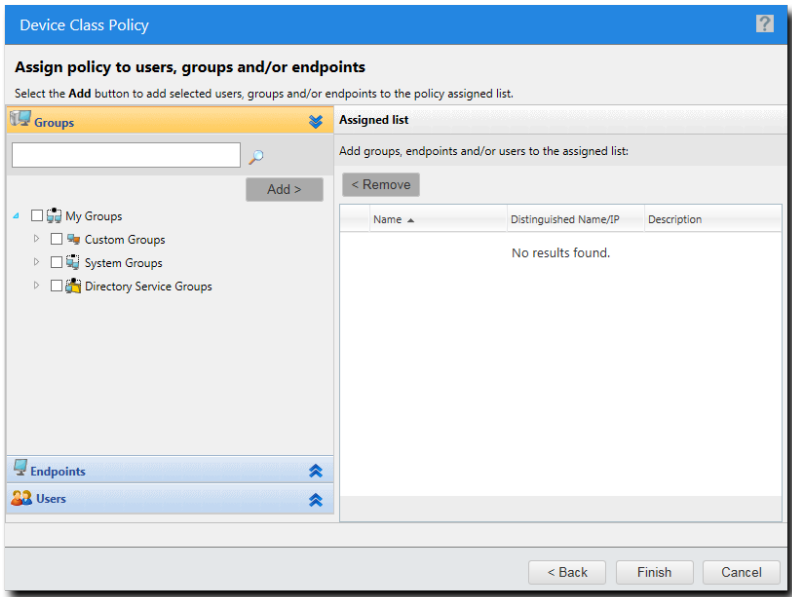 Device Class Policy
?
Assign policy to users, groups and/or endpoints
Select the Add button to add selected users, groups and/or endpoints to the policy assigned list.
Groups
Add >
My Groups
Custom Groups
System Groups
Directory Service Groups
Endpoints
Users
Assigned list
Add groups, endpoints and/or users to the assigned list:
< Remove
Name Distinguished Name/IP Description
No results found.
< Back Finish Cancel